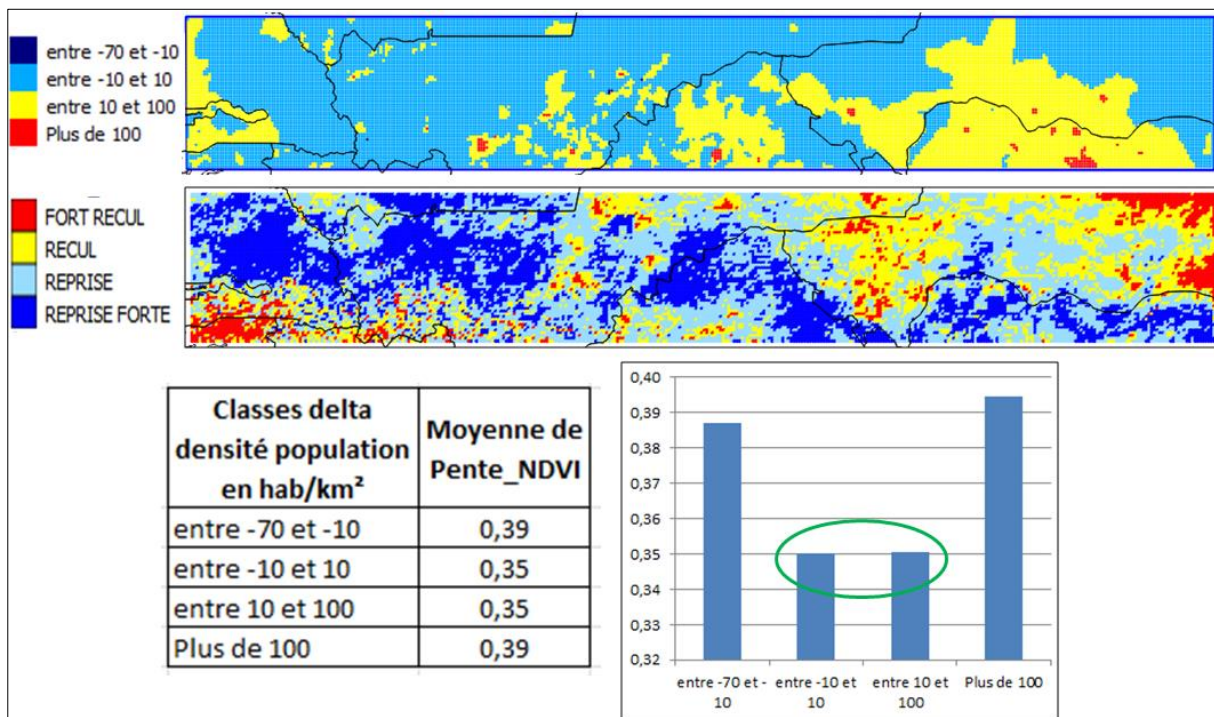 entre -70 et -10
entre -10 et 10
entre 10 et 100
Plus de 100
FORT RECUL
RECUL
REPRISE
REPRISE FORTE
Classes delta
densité population
en hab/km²
Moyenne de
Pente_NDVI
entre -70 et -10
0,39
entre -10 et 10
0,35
entre 10 et 100
0,35
Plus de 100
0,39
0,40
0,39
0,38
0,37
0,36
0,35
0,34
0,33
0,32
entre -70 et -
10
entre -10 et
10
entre 10 et
100
Plus de 100